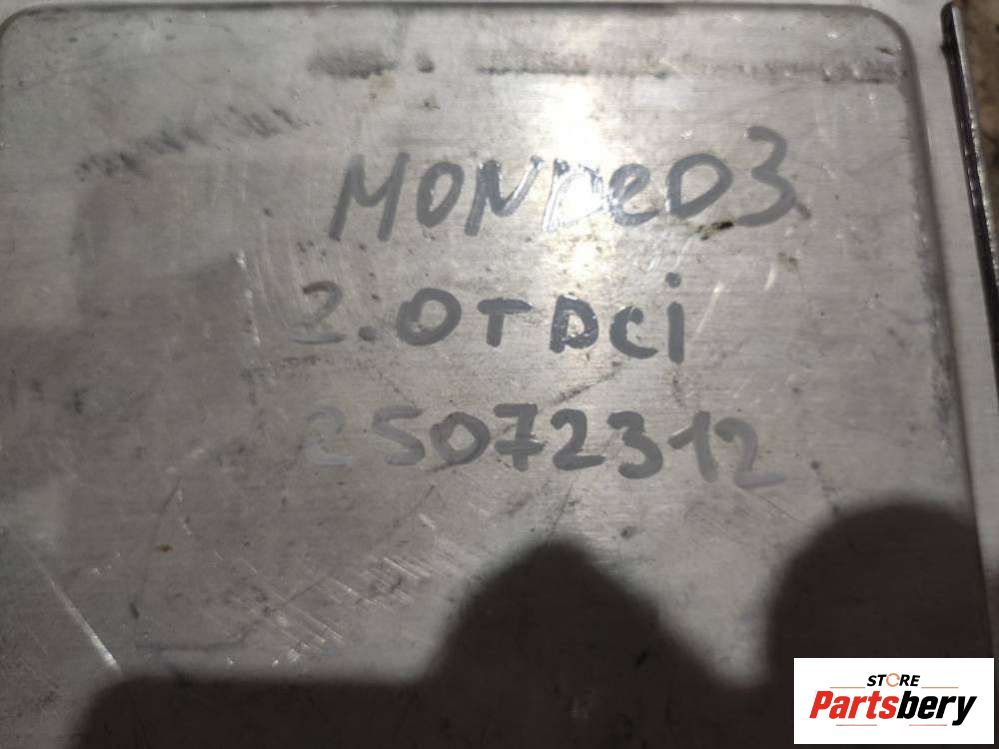 MONDeO3
2.0TDCi
25072312
STORE
Partsbery